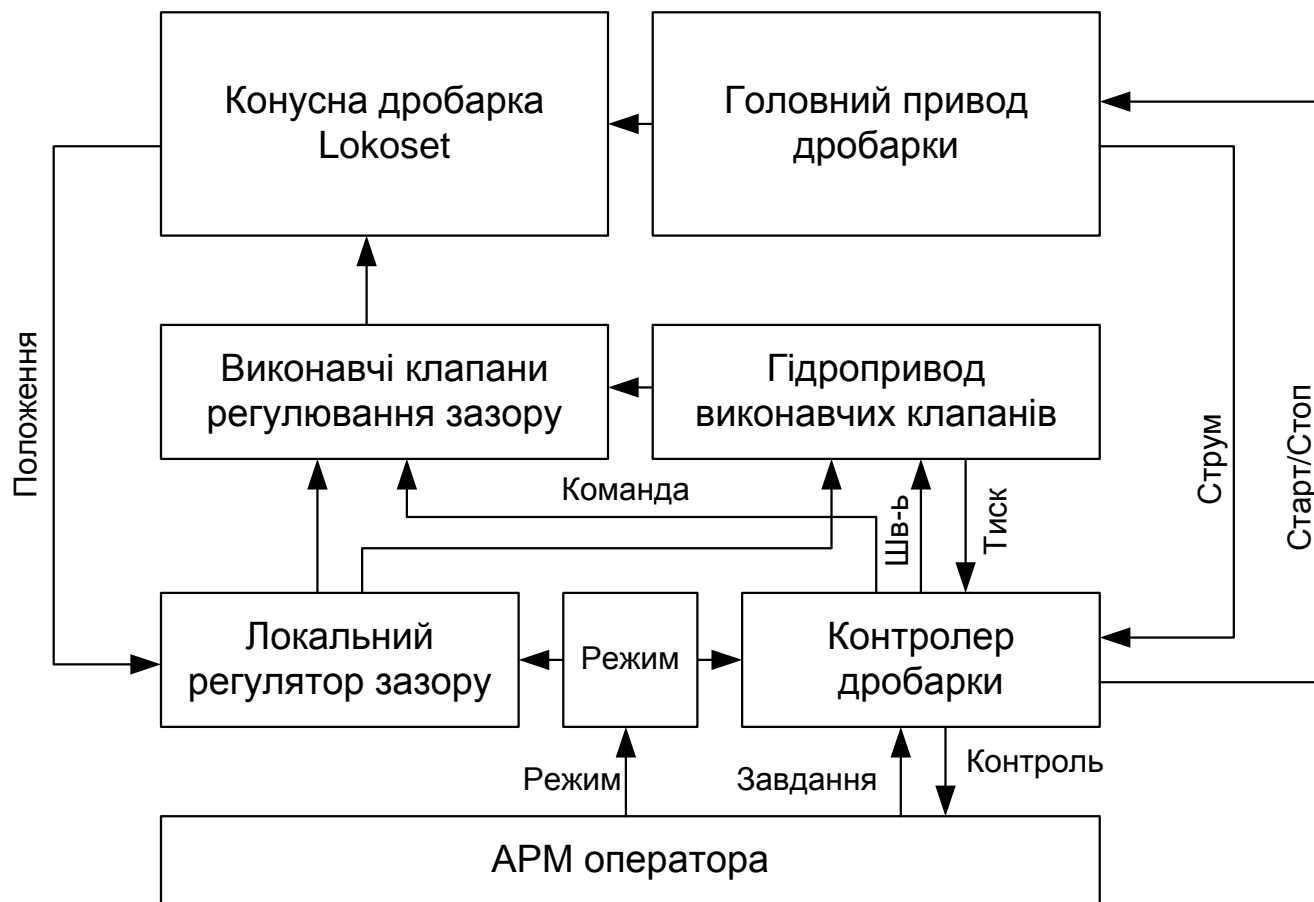 Конусна дробарка
Lokoset
Головний привод
дробарки
Положення
Виконавчі клапани
регулювання зазору
Гідропривод
виконавчих клапанів
Струм
Старт/Стоп
Команда
Шв-ь
Тиск
Локальний
регулятор зазору
Режим
Контролер
дробарки
Режим
Завдання
Контроль
АРМ оператора